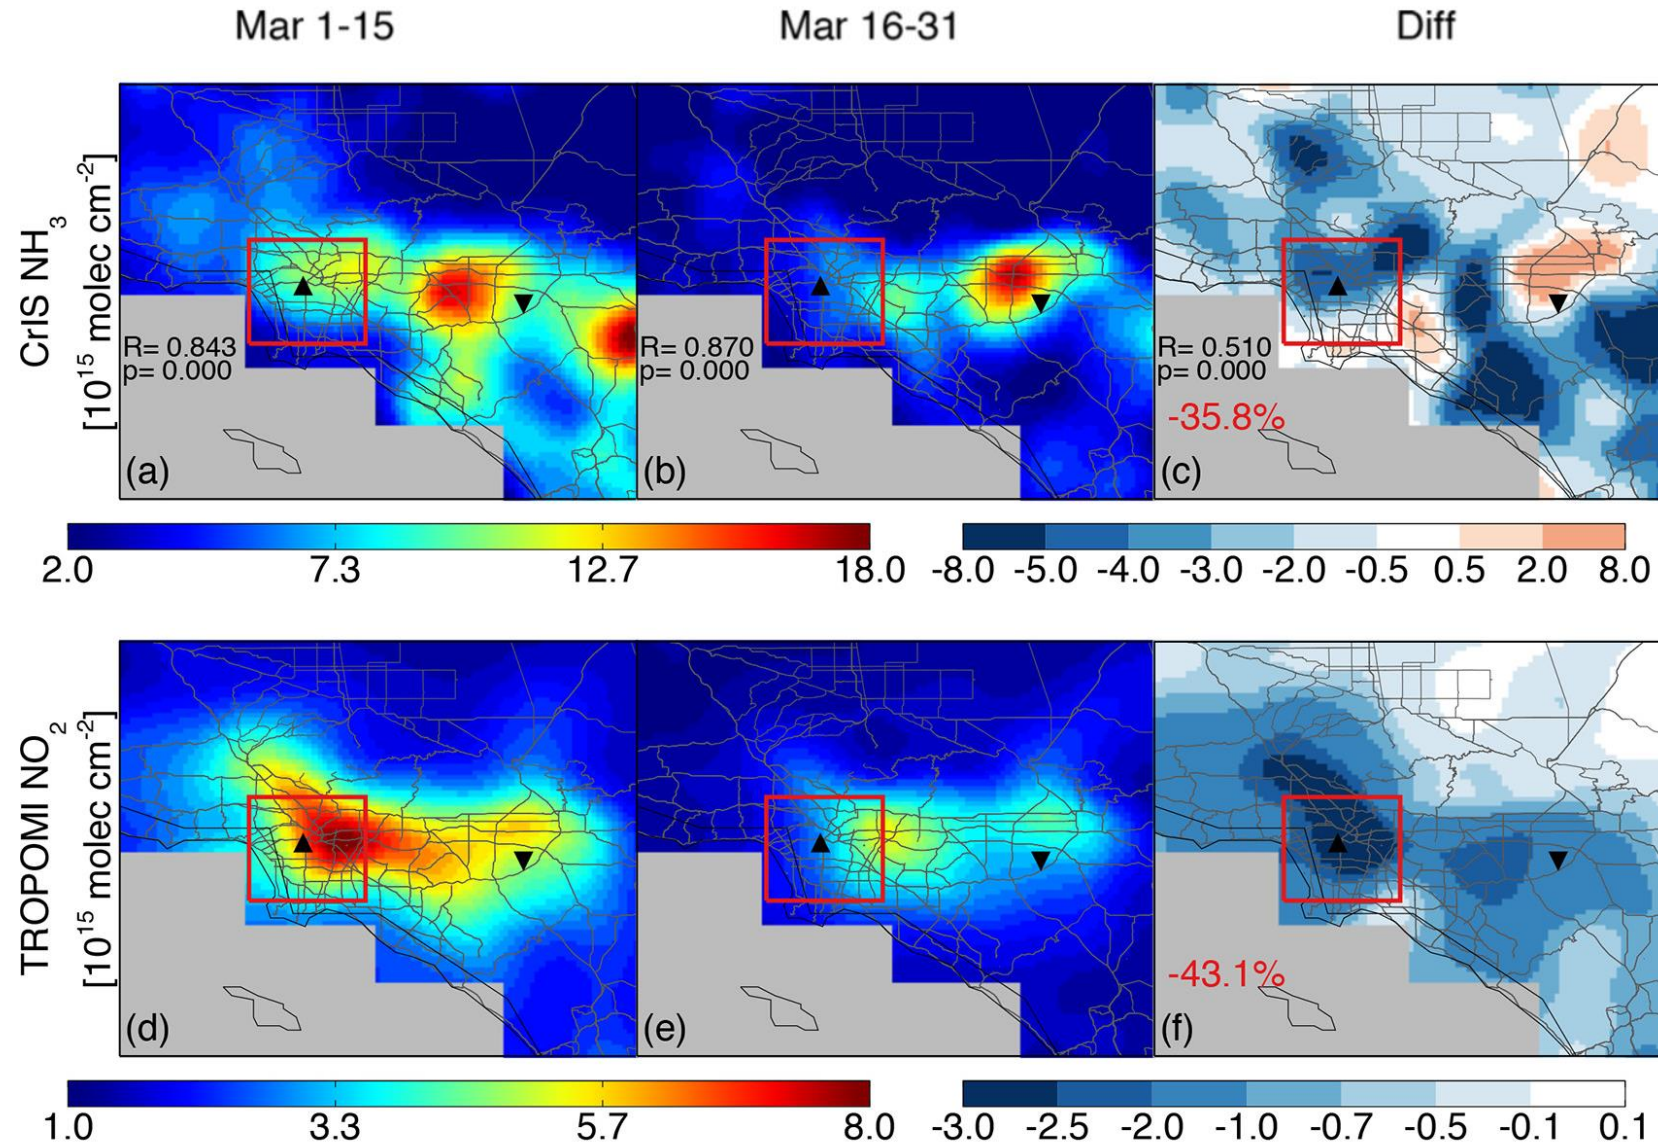 Mar 1-15 Mar 16-31 Diff
CrIS NH3
[10^15 molec cm^-2]
R= 0.843
p= 0.000
(a)
R= 0.870
p= 0.000
(b)
R= 0.510
p= 0.000
-35.8%
(c)
2.0 7.3 12.7 18.0
-8.0 -5.0 -4.0 -3.0 -2.0 -0.5 0.5 2.0 8.0
TROPOMI NO2
[10^15 molec cm^-2]
(d)
(e)
-43.1%
(f)
1.0 3.3 5.7 8.0
-3.0 -2.5 -2.0 -1.0 -0.7 -0.5 -0.1 0.1